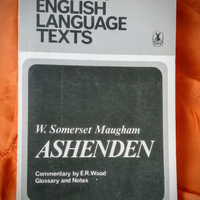 ENGLISH
LANGUAGE
TEXTS
W. Somerset Maugham
ASHENDEN
Commentary by E.R.Wood
Glossary and Notes